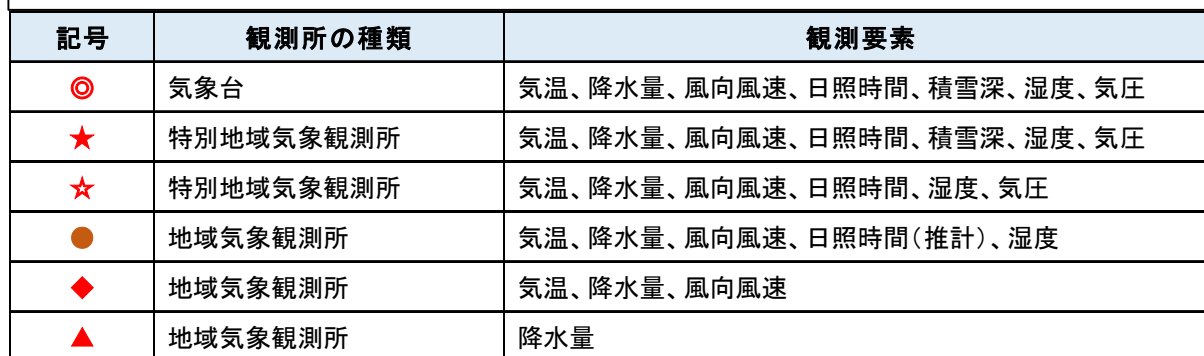 記号 観測所の種類 観測要素
◎ 気象台 気温、降水量、風向風速、日照時間、積雪深、湿度、気圧
★ 特別地域気象観測所 気温、降水量、風向風速、日照時間、積雪深、湿度、気圧
☆ 特別地域気象観測所 気温、降水量、風向風速、日照時間、湿度、気圧
● 地域気象観測所 気温、降水量、風向風速、日照時間（推計）、湿度
◆ 地域気象観測所 気温、降水量、風向風速
▲ 地域気象観測所 降水量